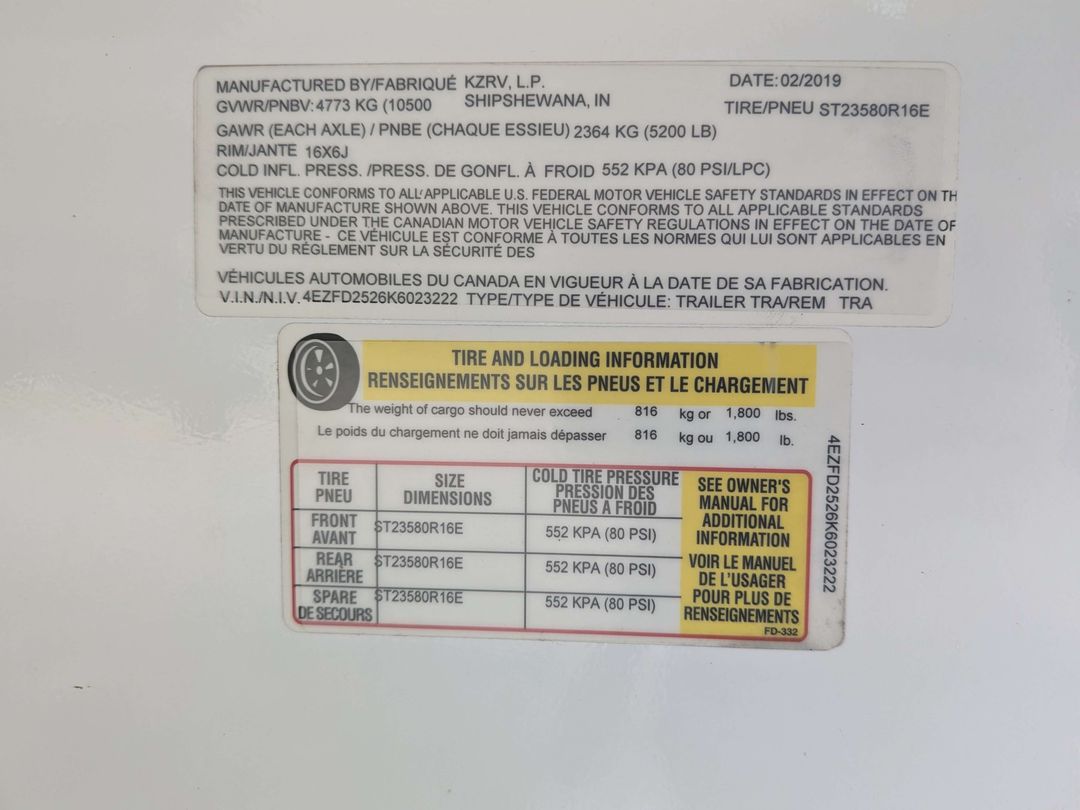 MANUFACTURED BY/FABRIQUÉ KZRV, L.P. DATE:02/2019
GVWR/PNBV: 4773 KG (10500 SHIPSHEWANA, IN TIRE/PNEU ST23580R16E
GAWR (EACH AXLE) / PNBE (CHAQUE ESSIEU) 2364 KG (5200 LB)
RIM/JANTE 16X6J
COLD INFL. PRESS. /PRESS. DE GONFL. À FROID 552 KPA (80 PSI/LPC)
THIS VEHICLE CONFORMS TO ALL APPLICABLE U.S. FEDERAL MOTOR VEHICLE SAFETY STANDARDS IN EFFECT ON TH
DATE OF MANUFACTURE SHOWN ABOVE. THIS VEHICLE CONFORMS TO ALL APPLICABLE STANDARDS
PRESCRIBED UNDER THE CANADIAN MOTOR VEHICLE SAFETY REGULATIONS IN EFFECT ON THE DATE OF
MANUFACTURE - CE VÉHICULE EST CONFORME À TOUTES LES NORMES QUI LUI SONT APPLICABLES EN
VERTU DU RÉGLEMENT SUR LA SÉCURITÉ DES
VÉHICULES AUTOMOBILES DU CANADA EN VIGUEUR À LA DATE DE SA FABRICATION.
V.I.N./N.I.V. 4EZFD2526K6023222 TYPE/TYPE DE VÉHICULE: TRAILER TRA/REM TRA
TIRE AND LOADING INFORMATION
RENSEIGNEMENTS SUR LES PNEUS ET LE CHARGEMENT
The weight of cargo should never exceed 816 kg or 1,800 lbs.
Le poids du chargement ne doit jamais dépasser 816 kg ou 1,800 lb.
TIRE
PNEU
SIZE
DIMENSIONS
COLD TIRE PRESSURE
PRESSION DES
PNEUS A FROID
FRONT
AVANT
ST23580R16E
552 KPA (80 PSI)
REAR
ARRIÈRE
ST23580R16E
552 KPA (80 PSI)
SPARE
DE SECOURS
ST23580R16E
552 KPA (80 PSI)
SEE OWNER'S
MANUAL FOR
ADDITIONAL
INFORMATION
VOIR LE MANUEL
DE L'USAGER
POUR PLUS DE
RENSEIGNEMENTS
FD-332
4EZFD2526K6023222